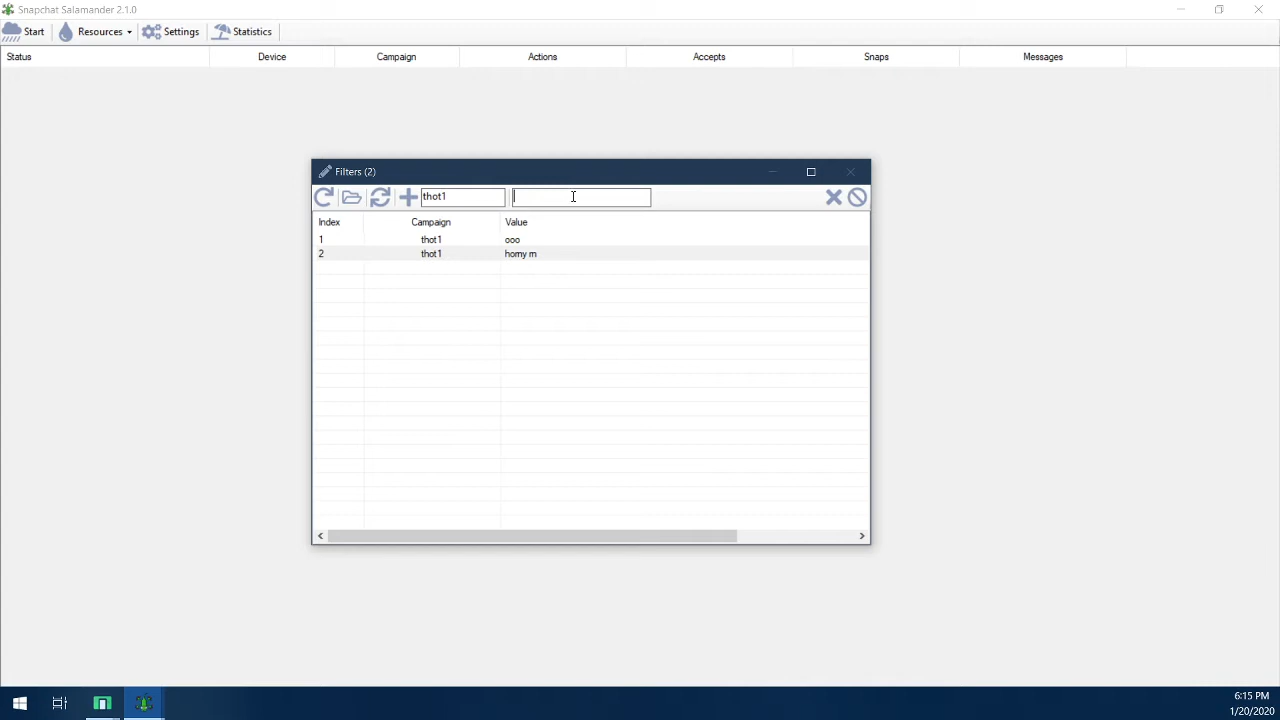 Snapchat Salamander 2.1.0
Start Resources Settings Statistics
Status Device Campaign Actions Accepts Snaps Messages
Filters (2)
thot1
Index Campaign Value
1 thot1 ooo
2 thot1 horny m
6:15 PM
1/20/2020